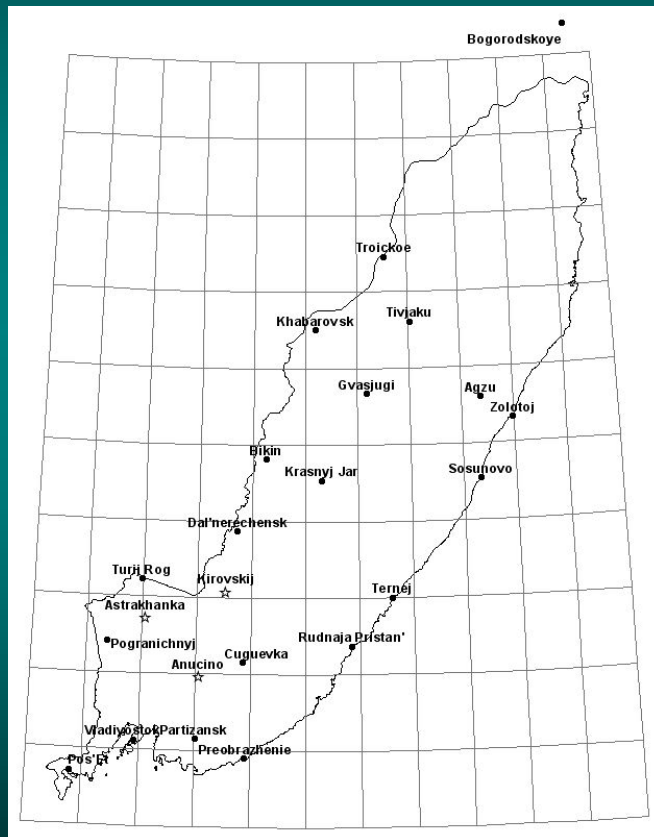 Bogorodskoye
Troickoe
Tivjaku
Khabarovsk
Gvasjugi
Agzu
Zolotoj
Bikin
Krasnyj Jar
Sosunovo
Dal'nerechensk
Turij Rog
Kirovskij
Ternej
Astrakhanka
Pogranichnyj
Rudnaja Pristan'
Cuguevka
Anucino
Vladivostok
Partizansk
Preobrazhenie
Pos'Et